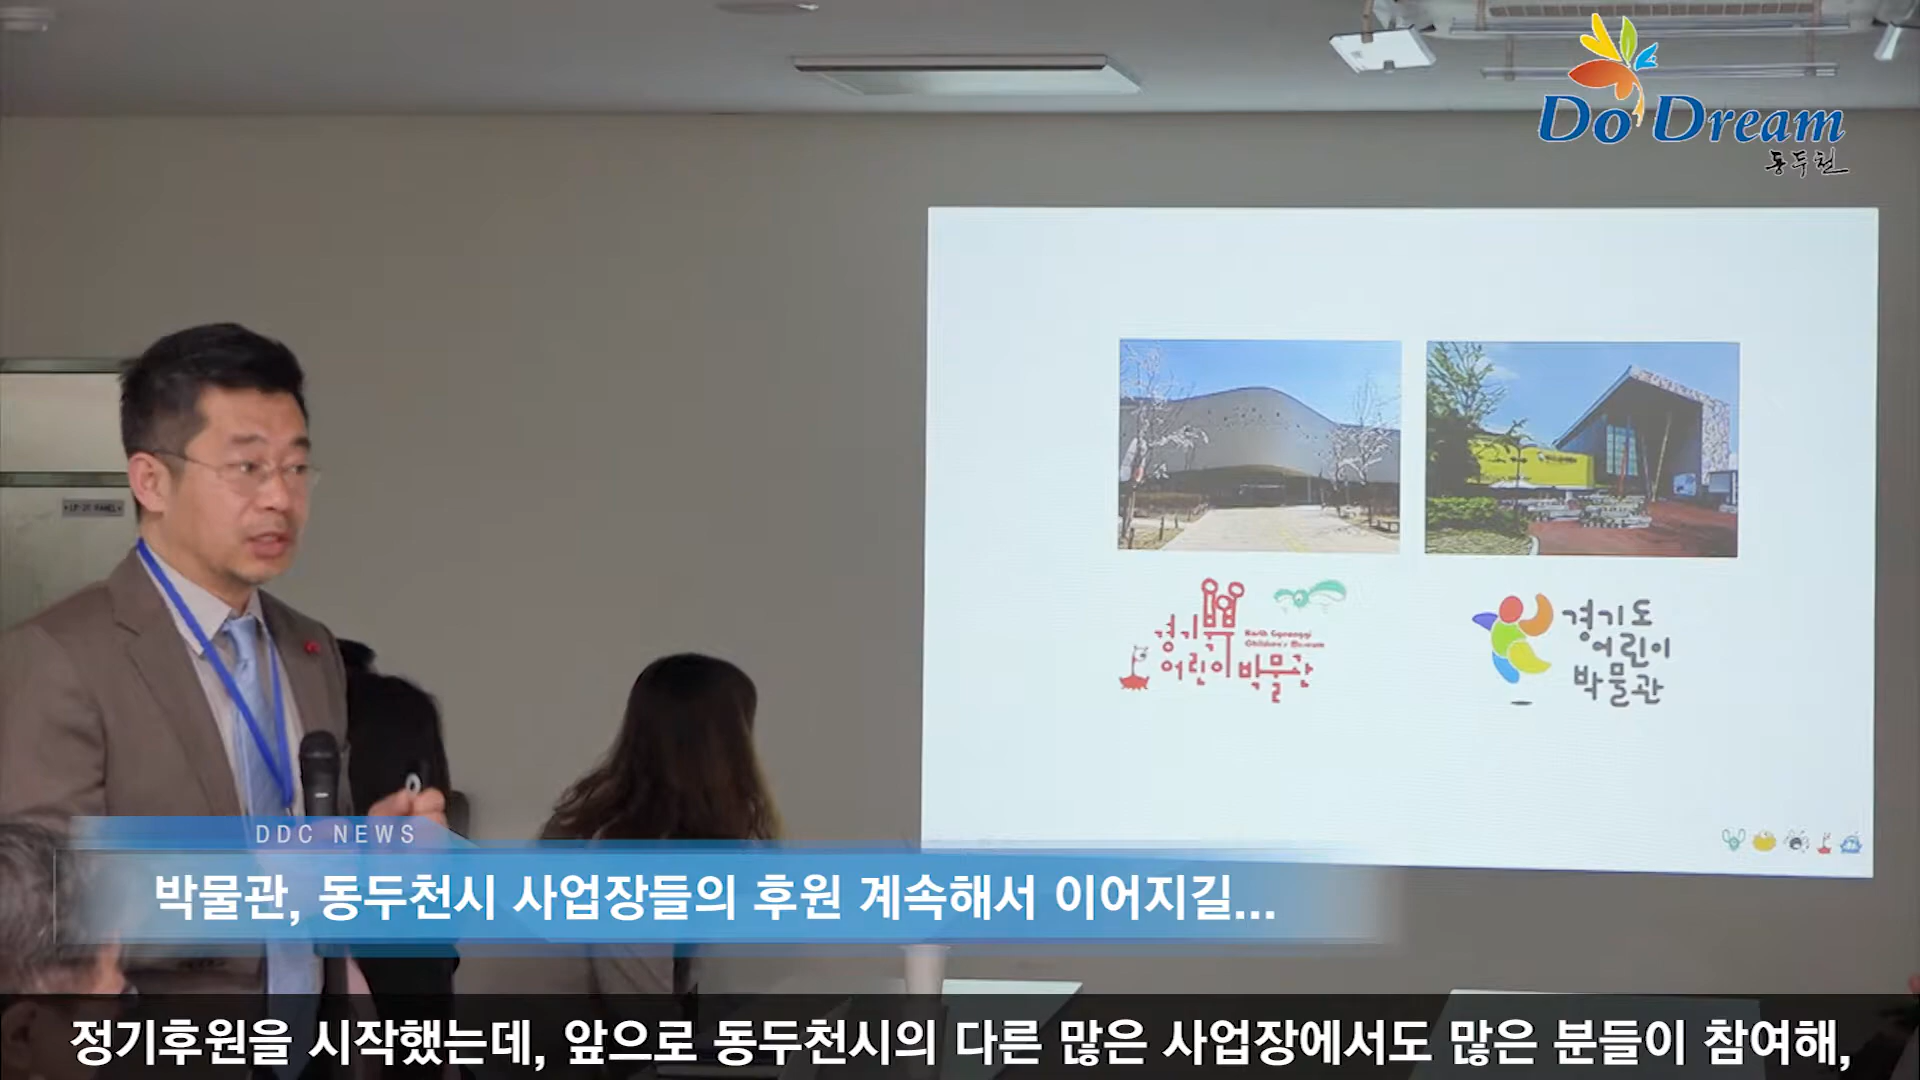 Do Dream
동두천
경기북부
어린이박물관
North Gyeonggi
Children's Museum
경기도
어린이
박물관
DDC NEWS
박물관, 동두천시 사업장들의 후원 계속해서 이어지길...
정기후원을 시작했는데, 앞으로 동두천시의 다른 많은 사업장에서도 많은 분들이 참여해,